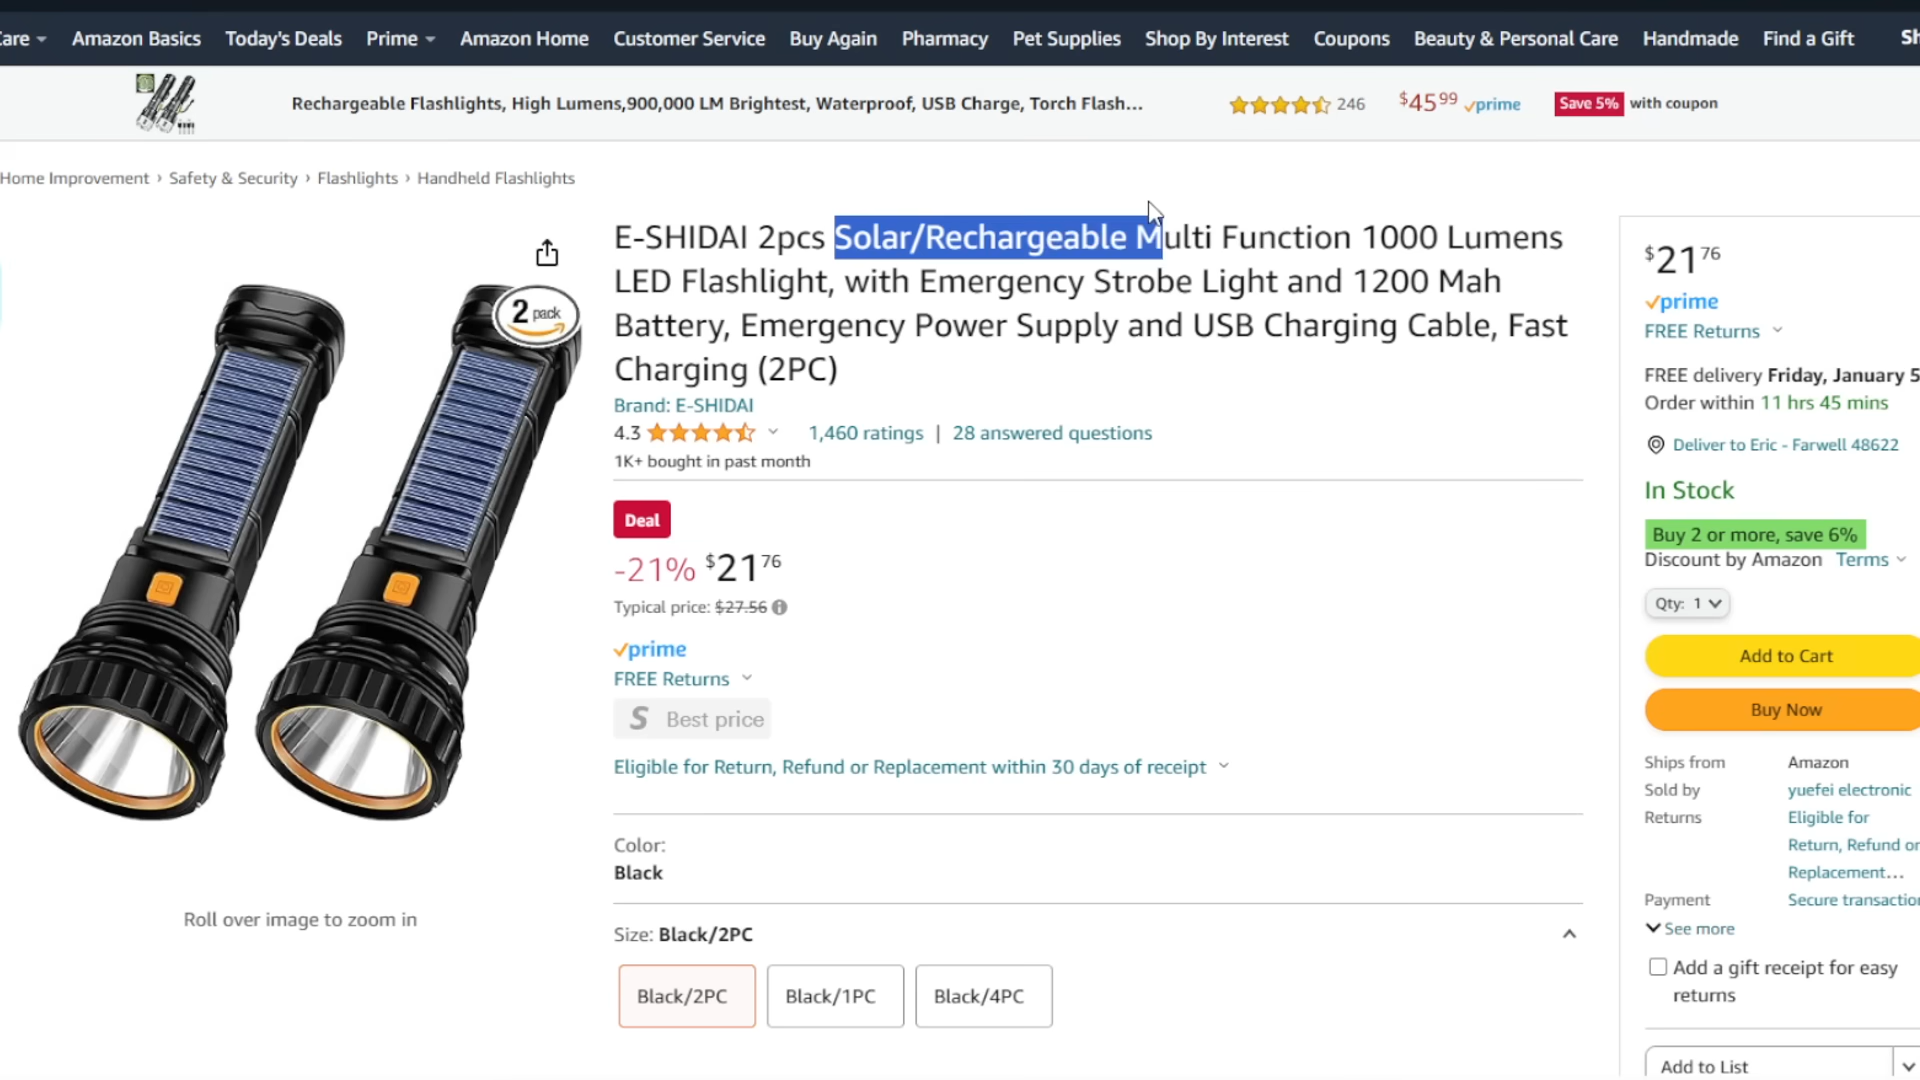 Care
Amazon Basics
Today's Deals
Prime
Amazon Home
Customer Service
Buy Again
Pharmacy
Pet Supplies
Shop By Interest
Coupons
Beauty & Personal Care
Handmade
Find a Gift
Sh
Rechargeable Flashlights, High Lumens,900,000 LM Brightest, Waterproof, USB Charge, Torch Flash...
246
$45 99
prime
Save 5% with coupon
Home Improvement › Safety & Security › Flashlights › Handheld Flashlights
2 pack
E-SHIDAI 2pcs Solar/Rechargeable Multi Function 1000 Lumens
LED Flashlight, with Emergency Strobe Light and 1200 Mah
Battery, Emergency Power Supply and USB Charging Cable, Fast
Charging (2PC)
Brand: E-SHIDAI
4.3
1,460 ratings | 28 answered questions
1K+ bought in past month
Deal
-21% $21 76
Typical price: $27.56
prime
FREE Returns
S Best price
Eligible for Return, Refund or Replacement within 30 days of receipt
Color:
Black
Size: Black/2PC
Black/2PC
Black/1PC
Black/4PC
Roll over image to zoom in
$21 76
prime
FREE Returns
FREE delivery Friday, January 5
Order within 11 hrs 45 mins
Deliver to Eric - Farwell 48622
In Stock
Buy 2 or more, save 6%
Discount by Amazon Terms
Qty: 1
Add to Cart
Buy Now
Ships from Amazon
Sold by yuefei electronic
Returns Eligible for
Return, Refund or
Replacement...
Payment Secure transaction
See more
Add a gift receipt for easy
returns
Add to List